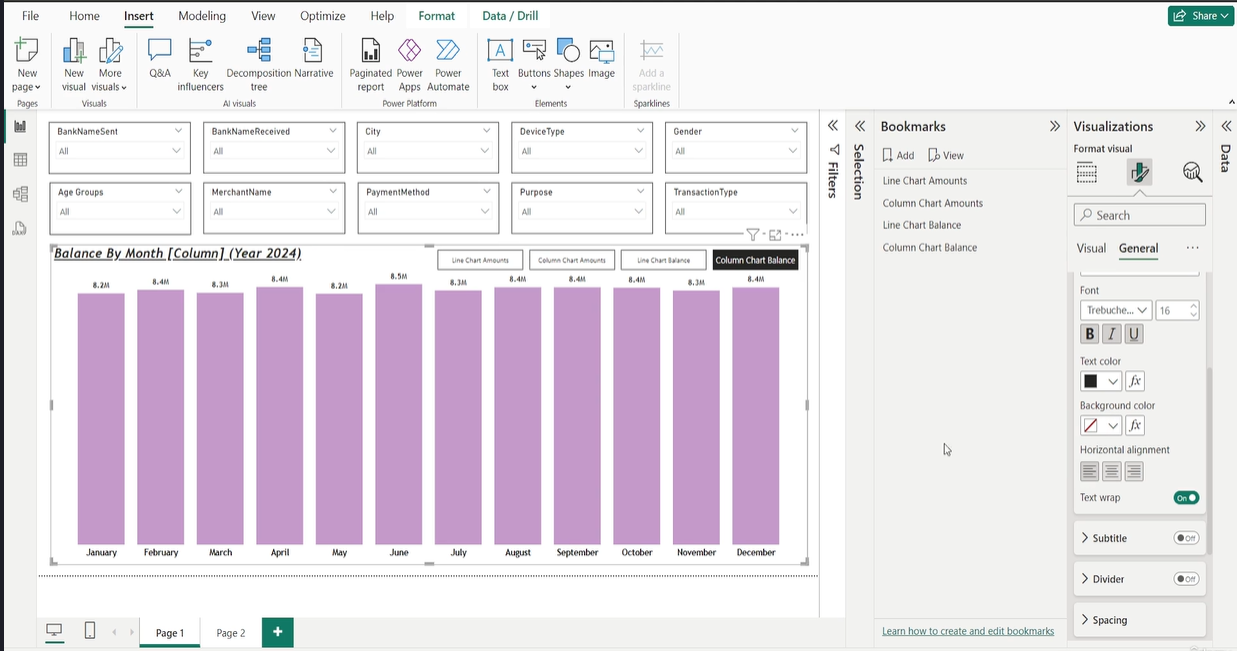 File Home Insert Modeling View Optimize Help Format Data / Drill Share
New page
New visual
More visuals
Q&A
Key influencers
Decomposition tree
Narrative
Paginated report
Power Apps
Power Automate
Text box
Buttons
Shapes
Image
Add a sparkline
Pages Visuals AI visuals Power Platform Elements Sparklines
BankNameSent BankNameReceived City DeviceType Gender
All All All All All
Age Groups MerchantName PaymentMethod Purpose TransactionType
All All All All All
Balance By Month [Column] (Year 2024)
Line Chart Amounts Column Chart Amounts Line Chart Balance Column Chart Balance
8.2M 8.4M 8.3M 8.4M 8.2M 8.5M 8.3M 8.4M 8.4M 8.4M 8.3M 8.4M
January February March April May June July August September October November December
Page 1 Page 2 +
Filters
Selection
Bookmarks
Add View
Line Chart Amounts
Column Chart Amounts
Line Chart Balance
Column Chart Balance
Learn how to create and edit bookmarks
Visualizations
Format visual
Search
Visual General ...
Font
Trebuche... 16
B I U
Text color
fx
Background color
fx
Horizontal alignment
Text wrap On
Subtitle Off
Divider Off
Spacing
Data